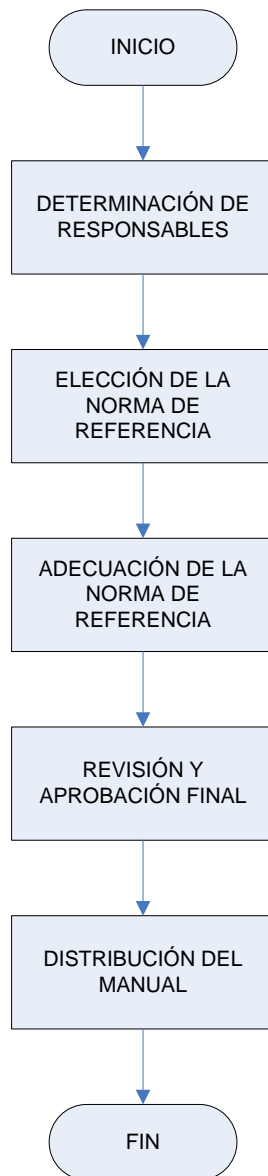 INICIO
DETERMINACIÓN DE
RESPONSABLES
ELECCIÓN DE LA
NORMA DE
REFERENCIA
ADECUACIÓN DE LA
NORMA DE
REFERENCIA
REVISIÓN Y
APROBACIÓN FINAL
DISTRIBUCIÓN DEL
MANUAL
FIN